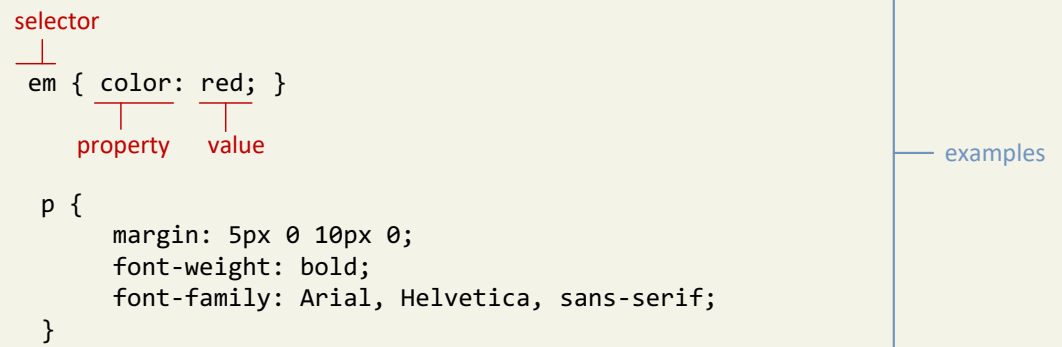 selector
em { color: red; }
property value
examples
p {
margin: 5px 0 10px 0;
font-weight: bold;
font-family: Arial, Helvetica, sans-serif;
}